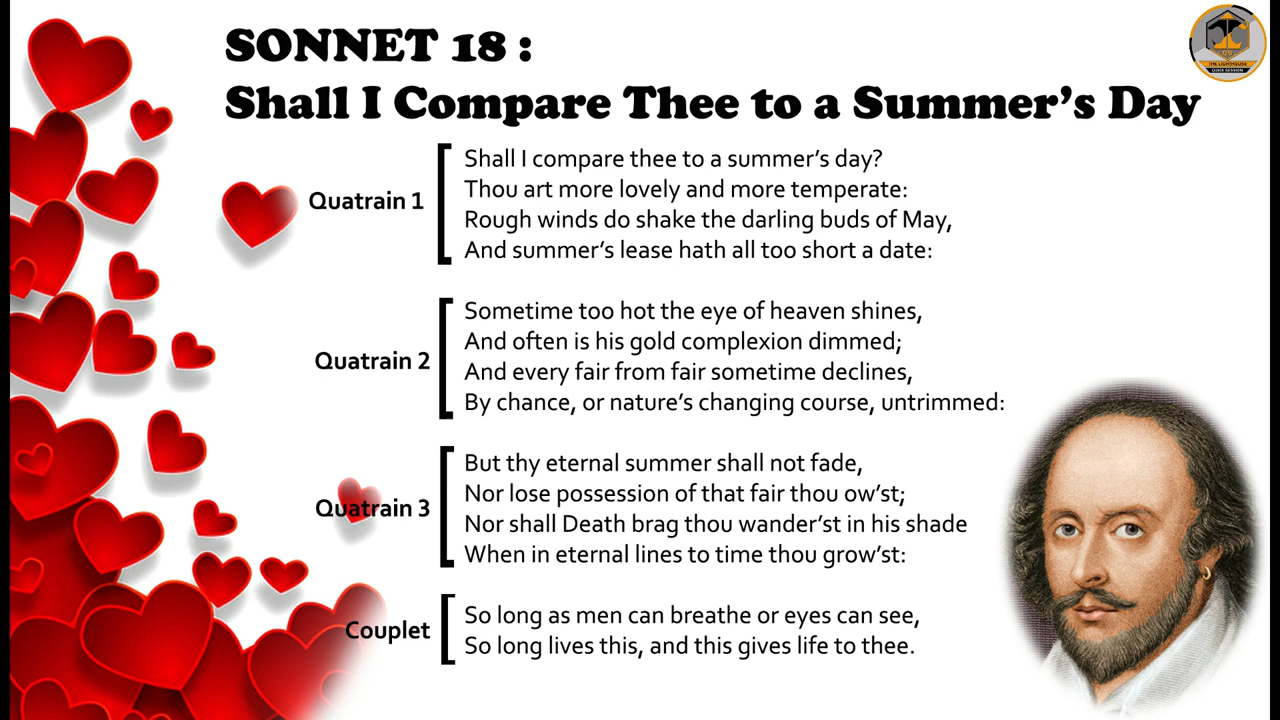 SONNET 18 :
Shall I Compare Thee to a Summer's Day
THE LIGHTHOUSE
QUICK SESSION
Quatrain 1
Shall I compare thee to a summer's day?
Thou art more lovely and more temperate:
Rough winds do shake the darling buds of May,
And summer's lease hath all too short a date:
Quatrain 2
Sometime too hot the eye of heaven shines,
And often is his gold complexion dimmed;
And every fair from fair sometime declines,
By chance, or nature's changing course, untrimmed:
Quatrain 3
But thy eternal summer shall not fade,
Nor lose possession of that fair thou ow'st;
Nor shall Death brag thou wander'st in his shade
When in eternal lines to time thou grow'st:
Couplet
So long as men can breathe or eyes can see,
So long lives this, and this gives life to thee.